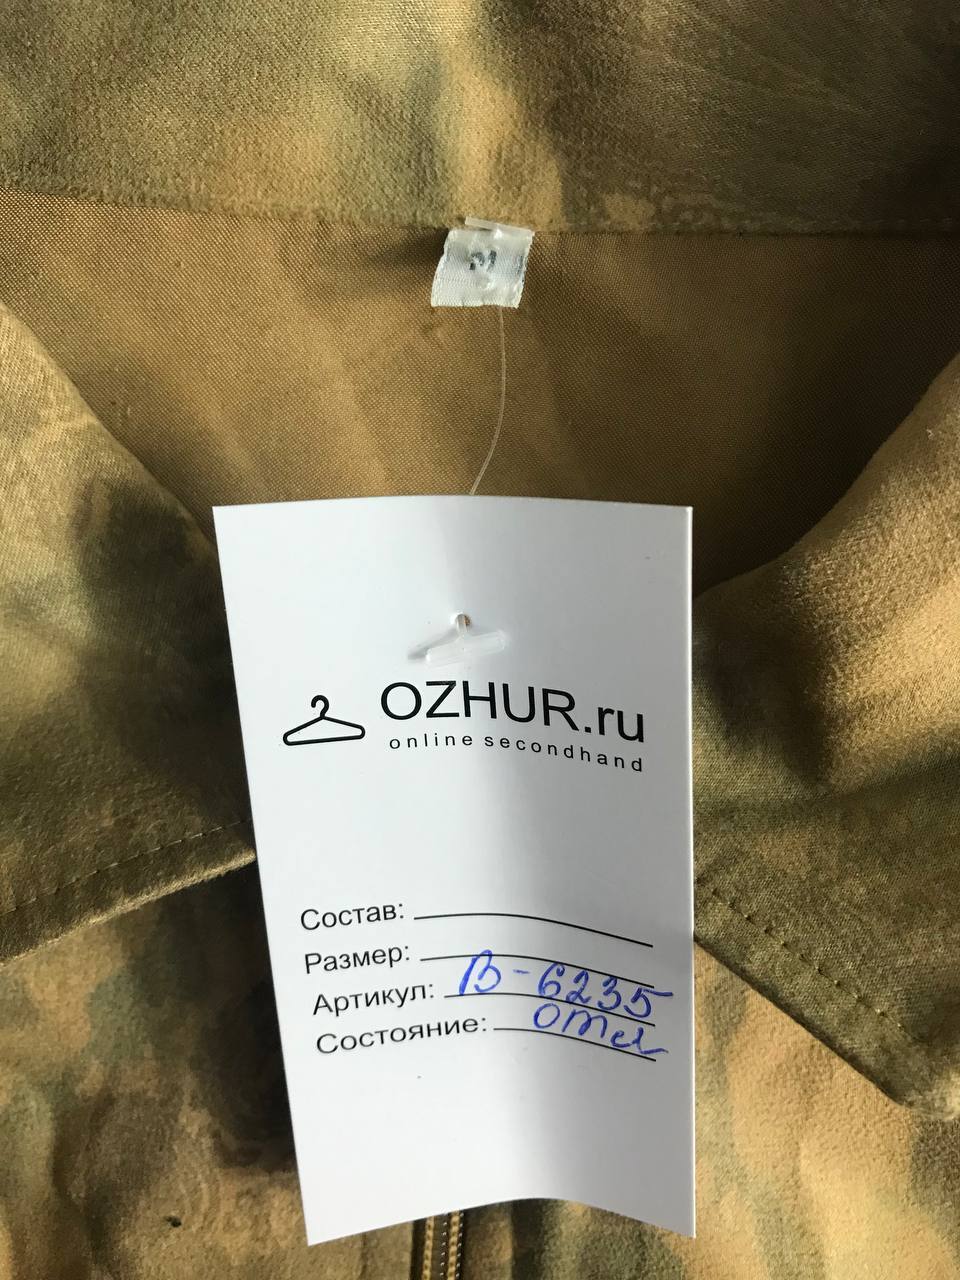 M
OZHUR.ru
online secondhand
Состав:
Размер:
Артикул: В-6235
Состояние: отл